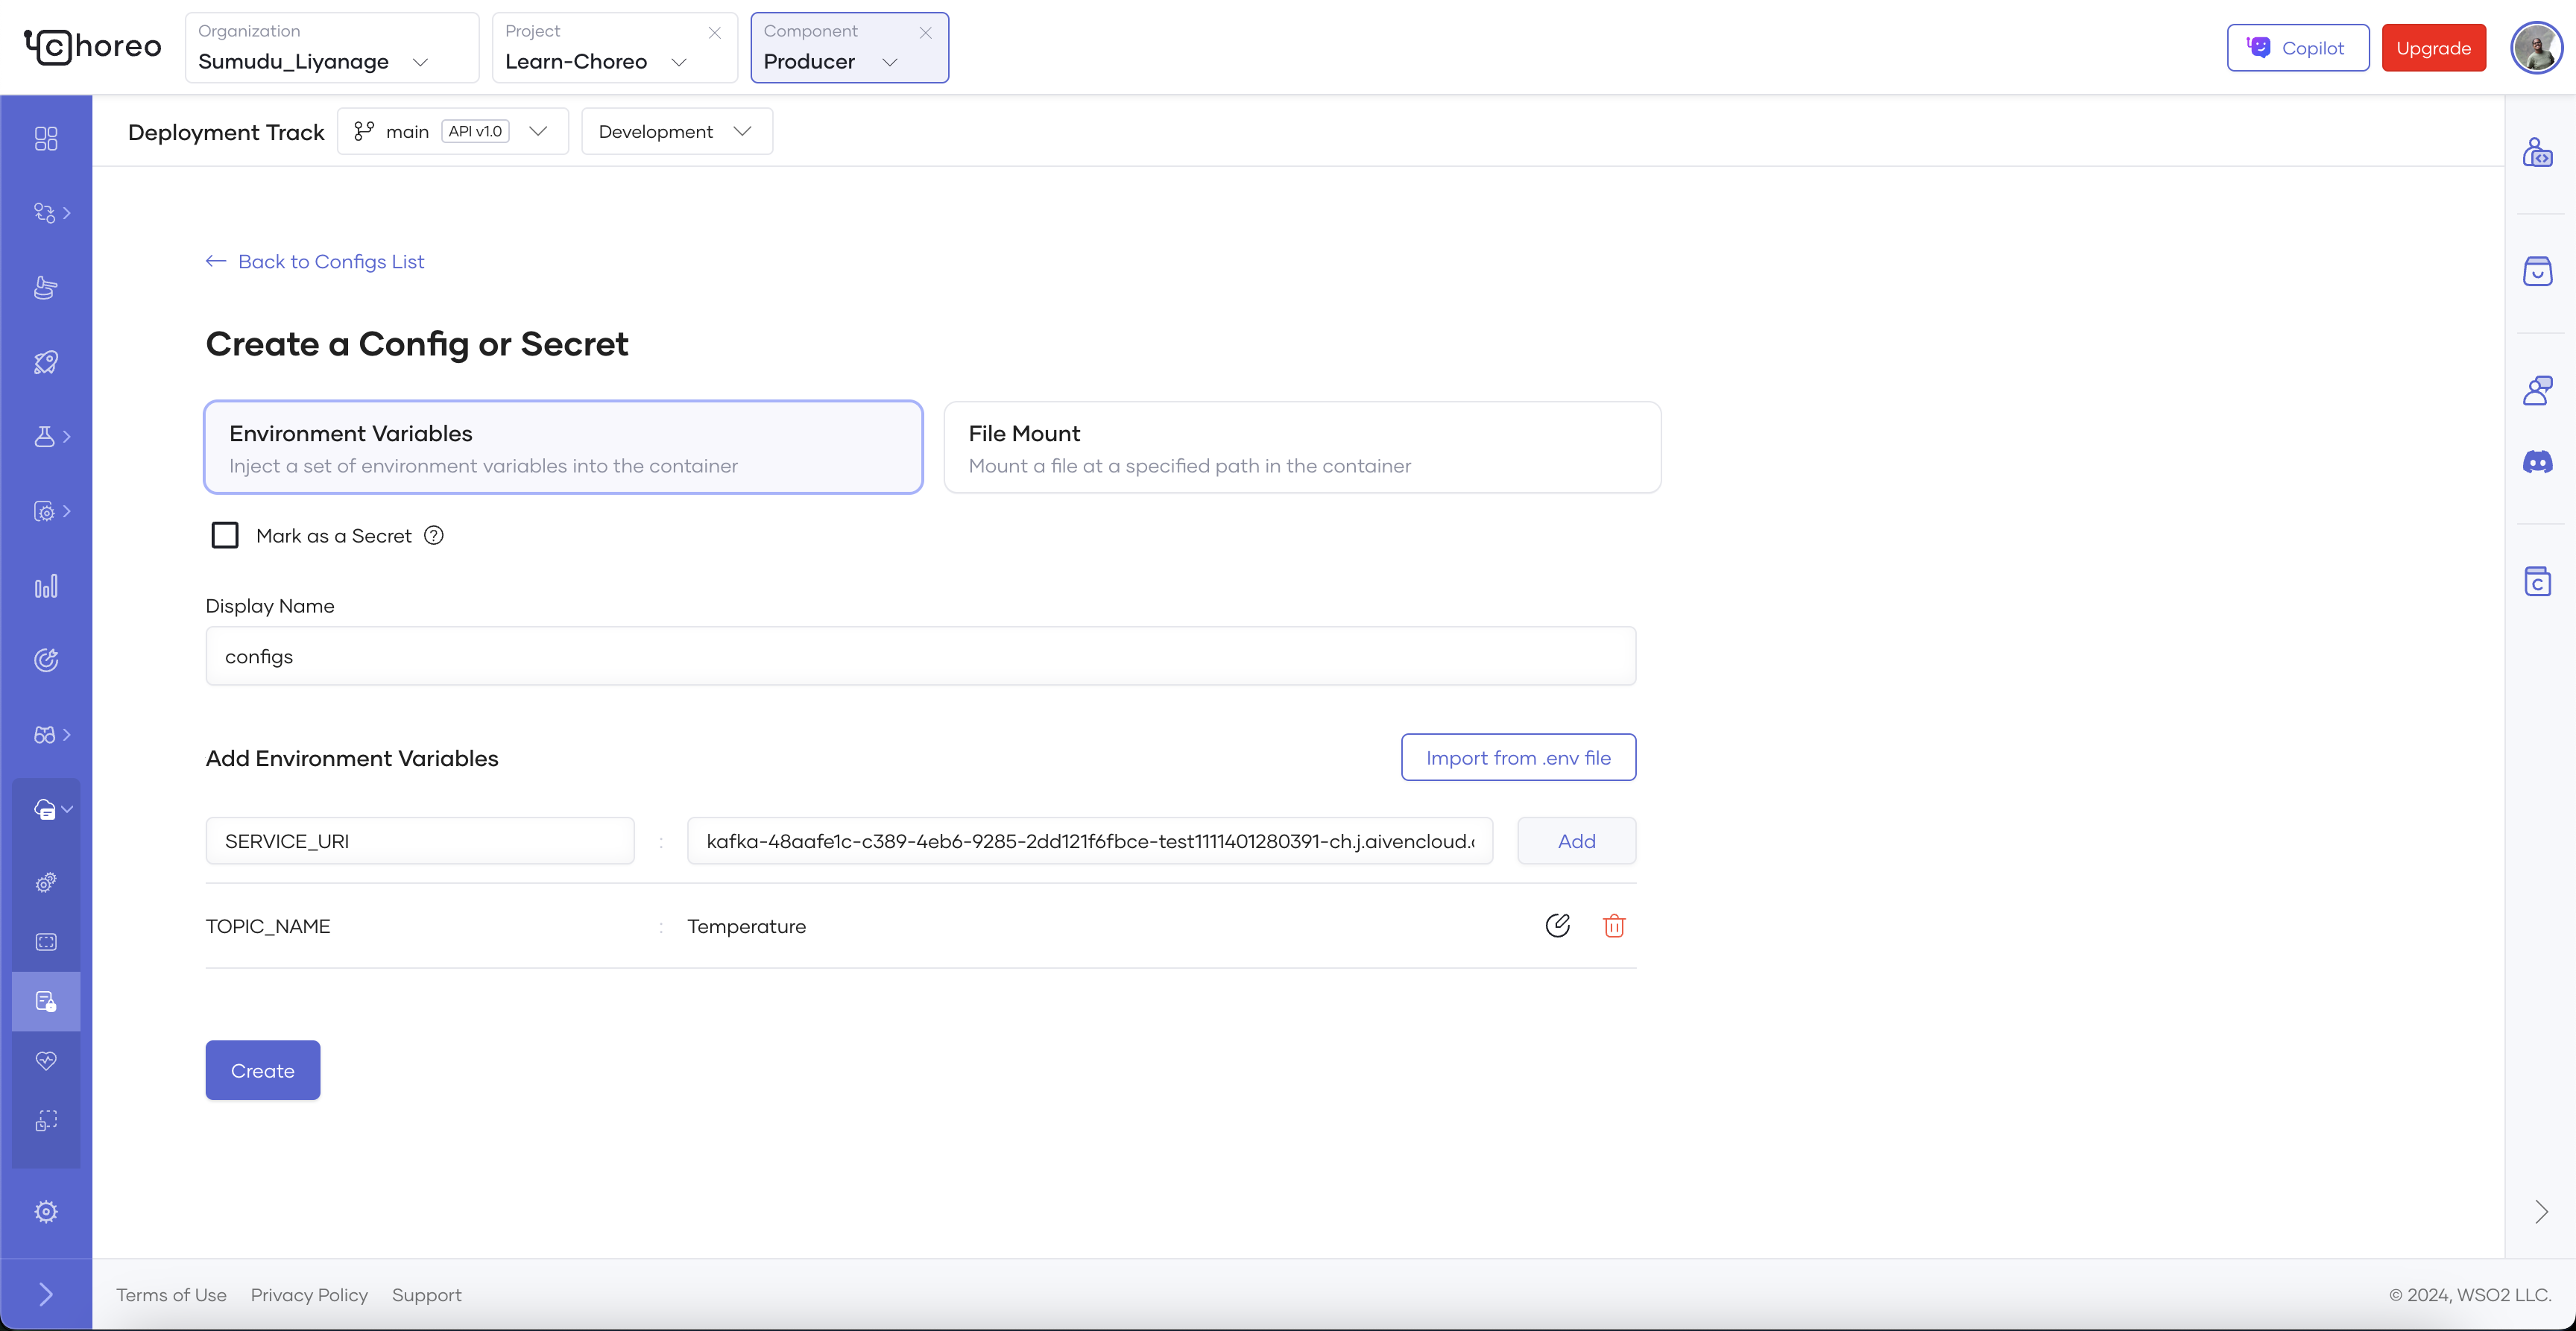 choreo
Organization
Sumudu_Liyanage
Project
Learn-Choreo
Component
Producer
Copilot
Upgrade
Deployment Track
main API v1.0
Development
Back to Configs List
Create a Config or Secret
Environment Variables
Inject a set of environment variables into the container
File Mount
Mount a file at a specified path in the container
Mark as a Secret
Display Name
configs
Add Environment Variables
Import from .env file
SERVICE_URI : kafka-48aafe1c-c389-4eb6-9285-2dd121f6fbce-test1111401280391-ch.j.aivencloud. Add
TOPIC_NAME : Temperature
Create
Terms of Use Privacy Policy Support
© 2024, WSO2 LLC.